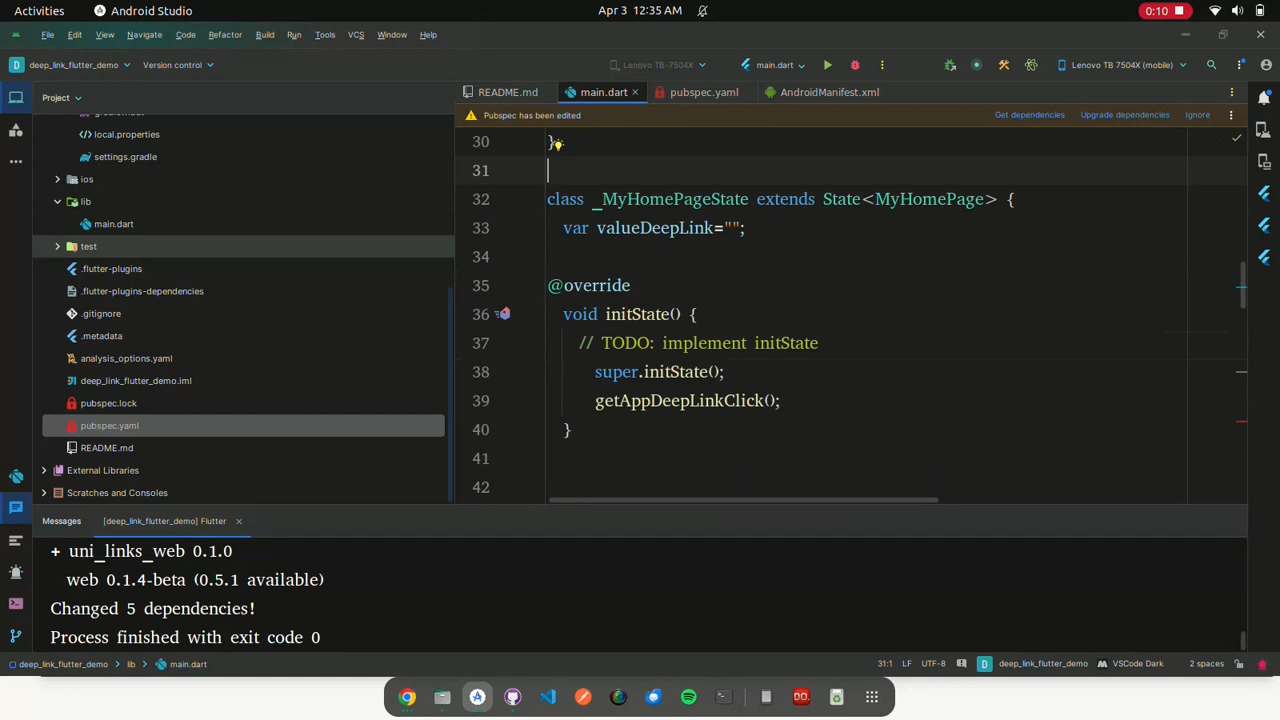 Activities Android Studio Apr 3 12:35 AM 0:10
File Edit View Navigate Code Refactor Build Run Tools VCS Window Help
D deep_link_flutter_demo Version control Lenovo TB-7504X main.dart Lenovo TB 7504X (mobile)
Project README.md main.dart pubspec.yaml AndroidManifest.xml
Pubspec has been edited Get dependencies Upgrade dependencies Ignore
local.properties
settings.gradle
ios
lib
main.dart
test
.flutter-plugins
.flutter-plugins-dependencies
.gitignore
.metadata
analysis_options.yaml
deep_link_flutter_demo.iml
pubspec.lock
pubspec.yaml
README.md
External Libraries
Scratches and Consoles
30 }
31
32 class _MyHomePageState extends State<MyHomePage> {
33 var valueDeepLink="";
34
35 @override
36 void initState() {
37 // TODO: implement initState
38 super.initState();
39 getAppDeepLinkClick();
40 }
41
42
Messages [deep_link_flutter_demo] Flutter
+ uni_links_web 0.1.0
web 0.1.4-beta (0.5.1 available)
Changed 5 dependencies!
Process finished with exit code 0
deep_link_flutter_demo lib main.dart 31:1 LF UTF-8 D deep_link_flutter_demo VSCode Dark 2 spaces
DO.